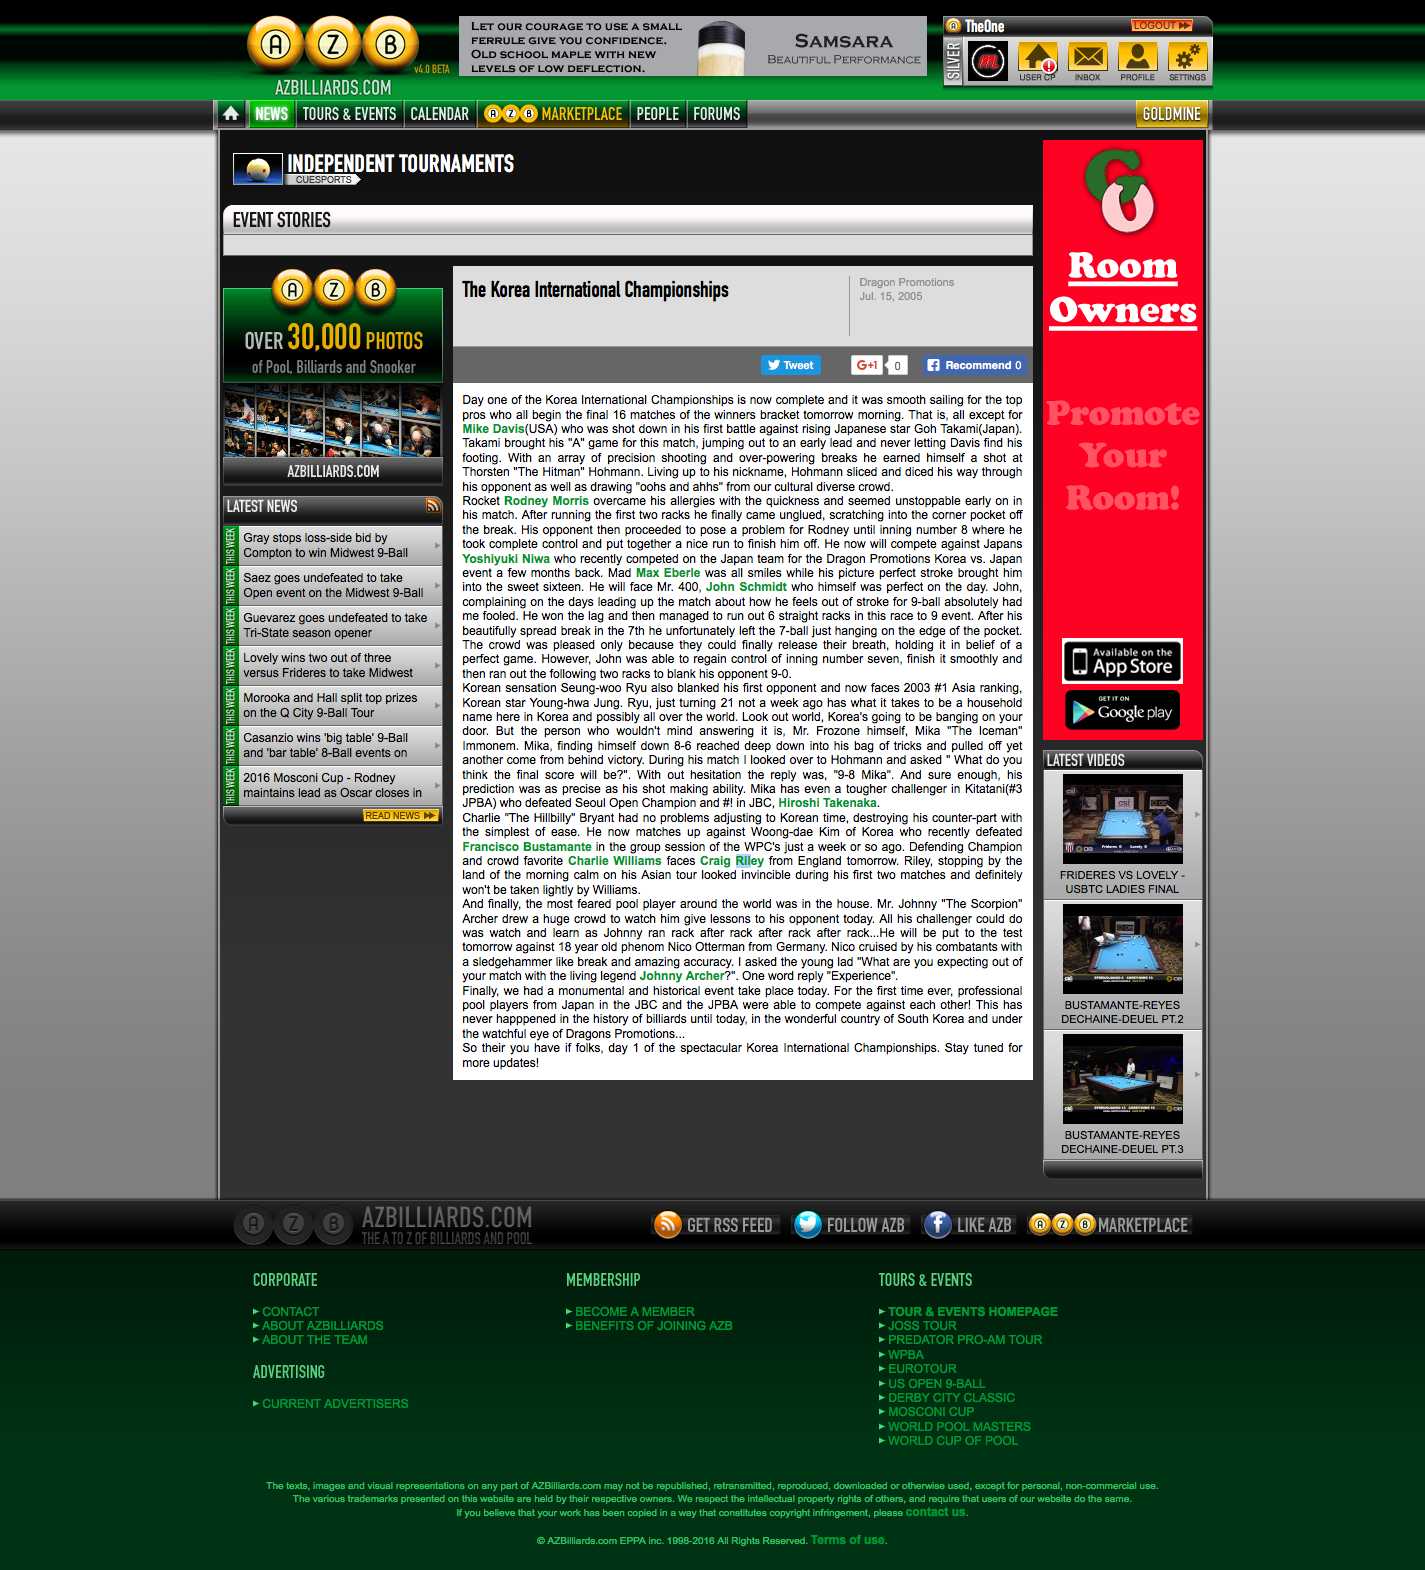 A Z B
v4.0 BETA
AZBILLIARDS.COM
Let our courage to use a small
ferrule give you confidence.
Old school maple with new
levels of low deflection.
Samsara
Beautiful Performance
TheOne
LOGOUT
SILVER
USER CP
INBOX
PROFILE
SETTINGS
NEWS
TOURS & EVENTS
CALENDAR
AZB MARKETPLACE
PEOPLE
FORUMS
GOLDMINE
INDEPENDENT TOURNAMENTS
CUESPORTS
EVENT STORIES
A Z B
OVER 30,000 PHOTOS
of Pool, Billiards and Snooker
AZBILLIARDS.COM
LATEST NEWS
THIS WEEK
Gray stops loss-side bid by
Compton to win Midwest 9-Ball
THIS WEEK
Saez goes undefeated to take
Open event on the Midwest 9-Ball
THIS WEEK
Guevarez goes undefeated to take
Tri-State season opener
THIS WEEK
Lovely wins two out of three
versus Frideres to take Midwest
THIS WEEK
Morooka and Hall split top prizes
on the Q City 9-Ball Tour
THIS WEEK
Casanzio wins 'big table' 9-Ball
and 'bar table' 8-Ball events on
THIS WEEK
2016 Mosconi Cup - Rodney
maintains lead as Oscar closes in
READ NEWS
The Korea International Championships
Dragon Promotions
Jul. 15, 2005
Tweet
G+1
0
Recommend 0
Day one of the Korea International Championships is now complete and it was smooth sailing for the top
pros who all begin the final 16 matches of the winners bracket tomorrow morning. That is, all except for
Mike Davis(USA) who was shot down in his first battle against rising Japanese star Goh Takami(Japan).
Takami brought his "A" game for this match, jumping out to an early lead and never letting Davis find his
footing. With an array of precision shooting and over-powering breaks he earned himself a shot at
Thorsten "The Hitman" Hohmann. Living up to his nickname, Hohmann sliced and diced his way through
his opponent as well as drawing "oohs and ahhs" from our cultural diverse crowd.
Rocket Rodney Morris overcame his allergies with the quickness and seemed unstoppable early on in
his match. After running the first two racks he finally came unglued, scratching into the corner pocket off
the break. His opponent then proceeded to pose a problem for Rodney until inning number 8 where he
took complete control and put together a nice run to finish him off. He now will compete against Japans
Yoshiyuki Niwa who recently competed on the Japan team for the Dragon Promotions Korea vs. Japan
event a few months back. Mad Max Eberle was all smiles while his picture perfect stroke brought him
into the sweet sixteen. He will face Mr. 400, John Schmidt who himself was perfect on the day. John,
complaining on the days leading up the match about how he feels out of stroke for 9-ball absolutely had
me fooled. He won the lag and then managed to run out 6 straight racks in this race to 9 event. After his
beautifully spread break in the 7th he unfortunately left the 7-ball just hanging on the edge of the pocket.
The crowd was pleased only because they could finally release their breath, holding it in belief of a
perfect game. However, John was able to regain control of inning number seven, finish it smoothly and
then ran out the following two racks to blank his opponent 9-0.
Korean sensation Seung-woo Ryu also blanked his first opponent and now faces 2003 #1 Asia ranking,
Korean star Young-hwa Jung. Ryu, just turning 21 not a week ago has what it takes to be a household
name here in Korea and possibly all over the world. Look out world, Korea's going to be banging on your
door. But the person who wouldn't mind answering it is, Mr. Frozone himself, Mika "The Iceman"
Immonem. Mika, finding himself down 8-6 reached deep down into his bag of tricks and pulled off yet
another come from behind victory. During his match I looked over to Hohmann and asked " What do you
think the final score will be?". With out hesitation the reply was, "9-8 Mika". And sure enough, his
prediction was as precise as his shot making ability. Mika has even a tougher challenger in Kitatani(#3
JPBA) who defeated Seoul Open Champion and #! in JBC, Hiroshi Takenaka.
Charlie "The Hillbilly" Bryant had no problems adjusting to Korean time, destroying his counter-part with
the simplest of ease. He now matches up against Woong-dae Kim of Korea who recently defeated
Francisco Bustamante in the group session of the WPC's just a week or so ago. Defending Champion
and crowd favorite Charlie Williams faces Craig Riley from England tomorrow. Riley, stopping by the
land of the morning calm on his Asian tour looked invincible during his first two matches and definitely
won't be taken lightly by Williams.
And finally, the most feared pool player around the world was in the house. Mr. Johnny "The Scorpion"
Archer drew a huge crowd to watch him give lessons to his opponent today. All his challenger could do
was watch and learn as Johnny ran rack after rack after rack after rack...He will be put to the test
tomorrow against 18 year old phenom Nico Otterman from Germany. Nico cruised by his combatants with
a sledgehammer like break and amazing accuracy. I asked the young lad "What are you expecting out of
your match with the living legend Johnny Archer?". One word reply "Experience".
Finally, we had a monumental and historical event take place today. For the first time ever, professional
pool players from Japan in the JBC and the JPBA were able to compete against each other! This has
never happpened in the history of billiards until today, in the wonderful country of South Korea and under
the watchful eye of Dragons Promotions...
So their you have if folks, day 1 of the spectacular Korea International Championships. Stay tuned for
more updates!
Room
Owners
Promote
Your
Room!
Available on the
App Store
GET IT ON
Google play
LATEST VIDEOS
FRIDERES VS LOVELY -
USBTC LADIES FINAL
BUSTAMANTE-REYES
DECHAINE-DEUEL PT.2
BUSTAMANTE-REYES
DECHAINE-DEUEL PT.3
A Z B
AZBILLIARDS.COM
THE A TO Z OF BILLIARDS AND POOL
GET RSS FEED
FOLLOW AZB
LIKE AZB
AZB MARKETPLACE
CORPORATE
CONTACT
ABOUT AZBILLIARDS
ABOUT THE TEAM
ADVERTISING
CURRENT ADVERTISERS
MEMBERSHIP
BECOME A MEMBER
BENEFITS OF JOINING AZB
TOURS & EVENTS
TOUR & EVENTS HOMEPAGE
JOSS TOUR
PREDATOR PRO-AM TOUR
WPBA
EUROTOUR
US OPEN 9-BALL
DERBY CITY CLASSIC
MOSCONI CUP
WORLD POOL MASTERS
WORLD CUP OF POOL
The texts, images and visual representations on any part of AZBilliards.com may not be republished, retransmitted, reproduced, downloaded or otherwise used, except for personal, non-commercial use.
The various trademarks presented on this website are held by their respective owners. We respect the intellectual property rights of others, and require that users of our website do the same.
If you believe that your work has been copied in a way that constitutes copyright infringement, please contact us.
© AZBilliards.com EPPA inc. 1998-2016 All Rights Reserved. Terms of use.